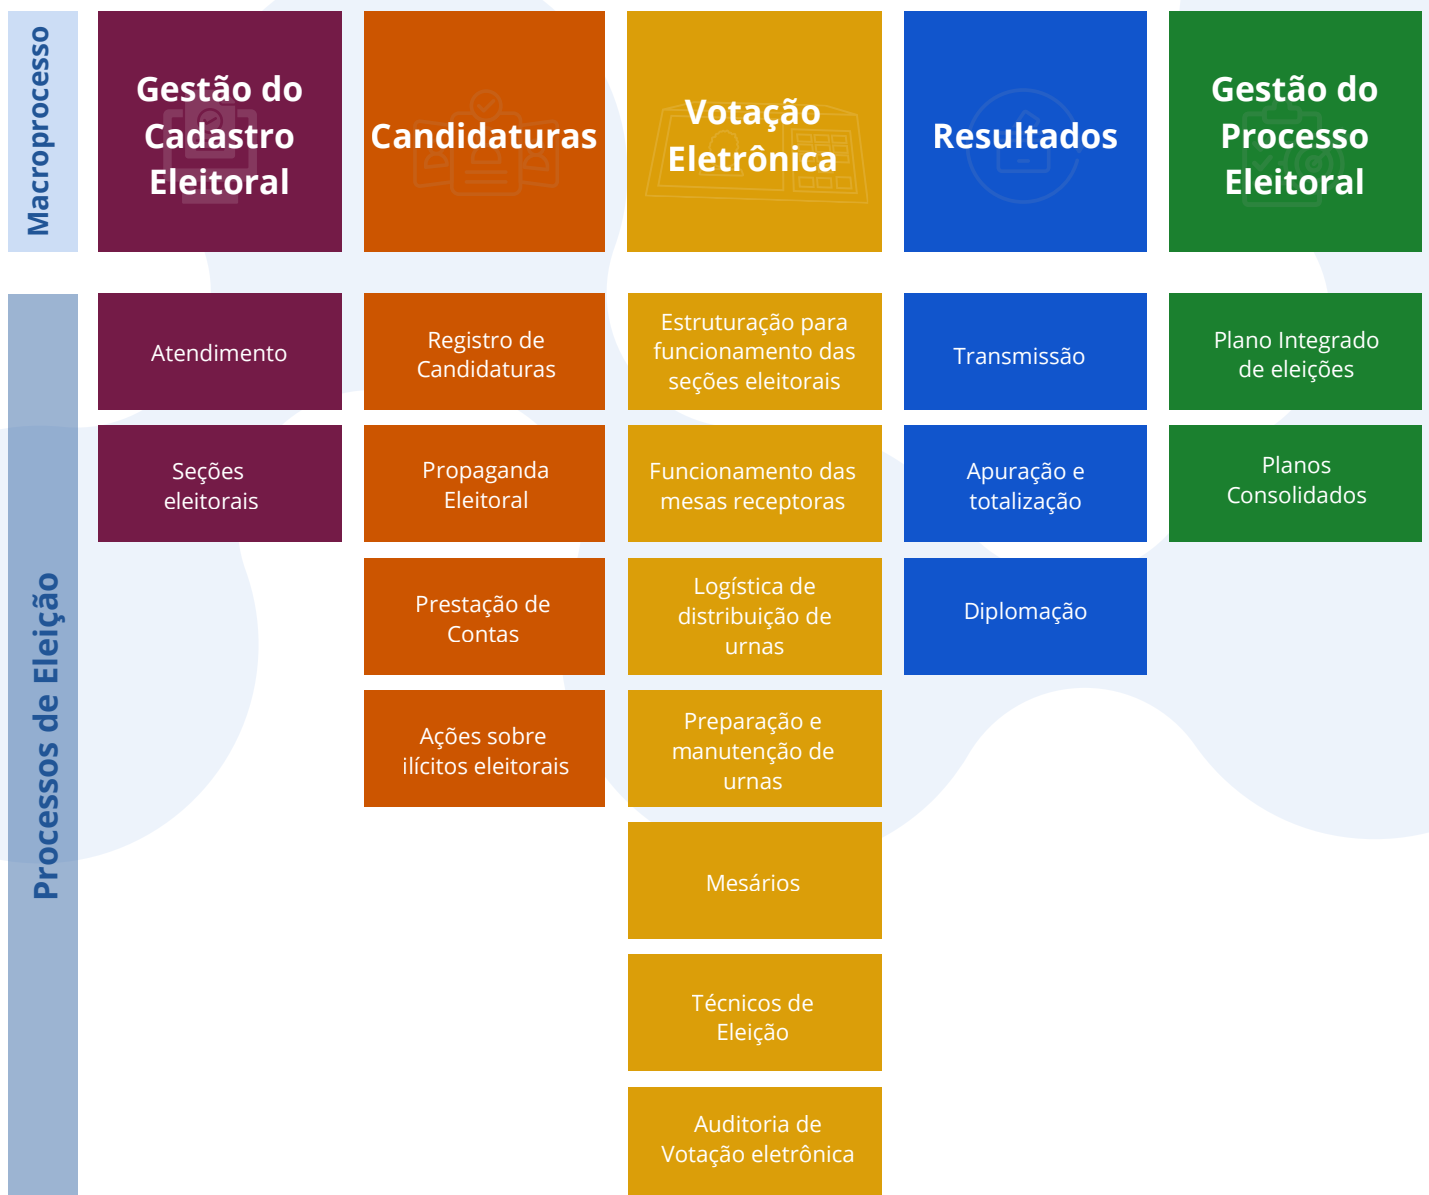 Macroprocesso
Gestão do
Cadastro
Eleitoral
Candidaturas
Votação
Eletrônica
Resultados
Gestão do
Processo
Eleitoral
Processos de Eleição
Atendimento
Seções
eleitorais
Registro de
Candidaturas
Propaganda
Eleitoral
Prestação de
Contas
Ações sobre
ilícitos eleitorais
Estruturação para
funcionamento das
seções eleitorais
Funcionamento das
mesas receptoras
Logística de
distribuição de
urnas
Preparação e
manutenção de
urnas
Mesários
Técnicos de
Eleição
Auditoria de
Votação eletrônica
Transmissão
Apuração e
totalização
Diplomação
Plano Integrado
de eleições
Planos
Consolidados